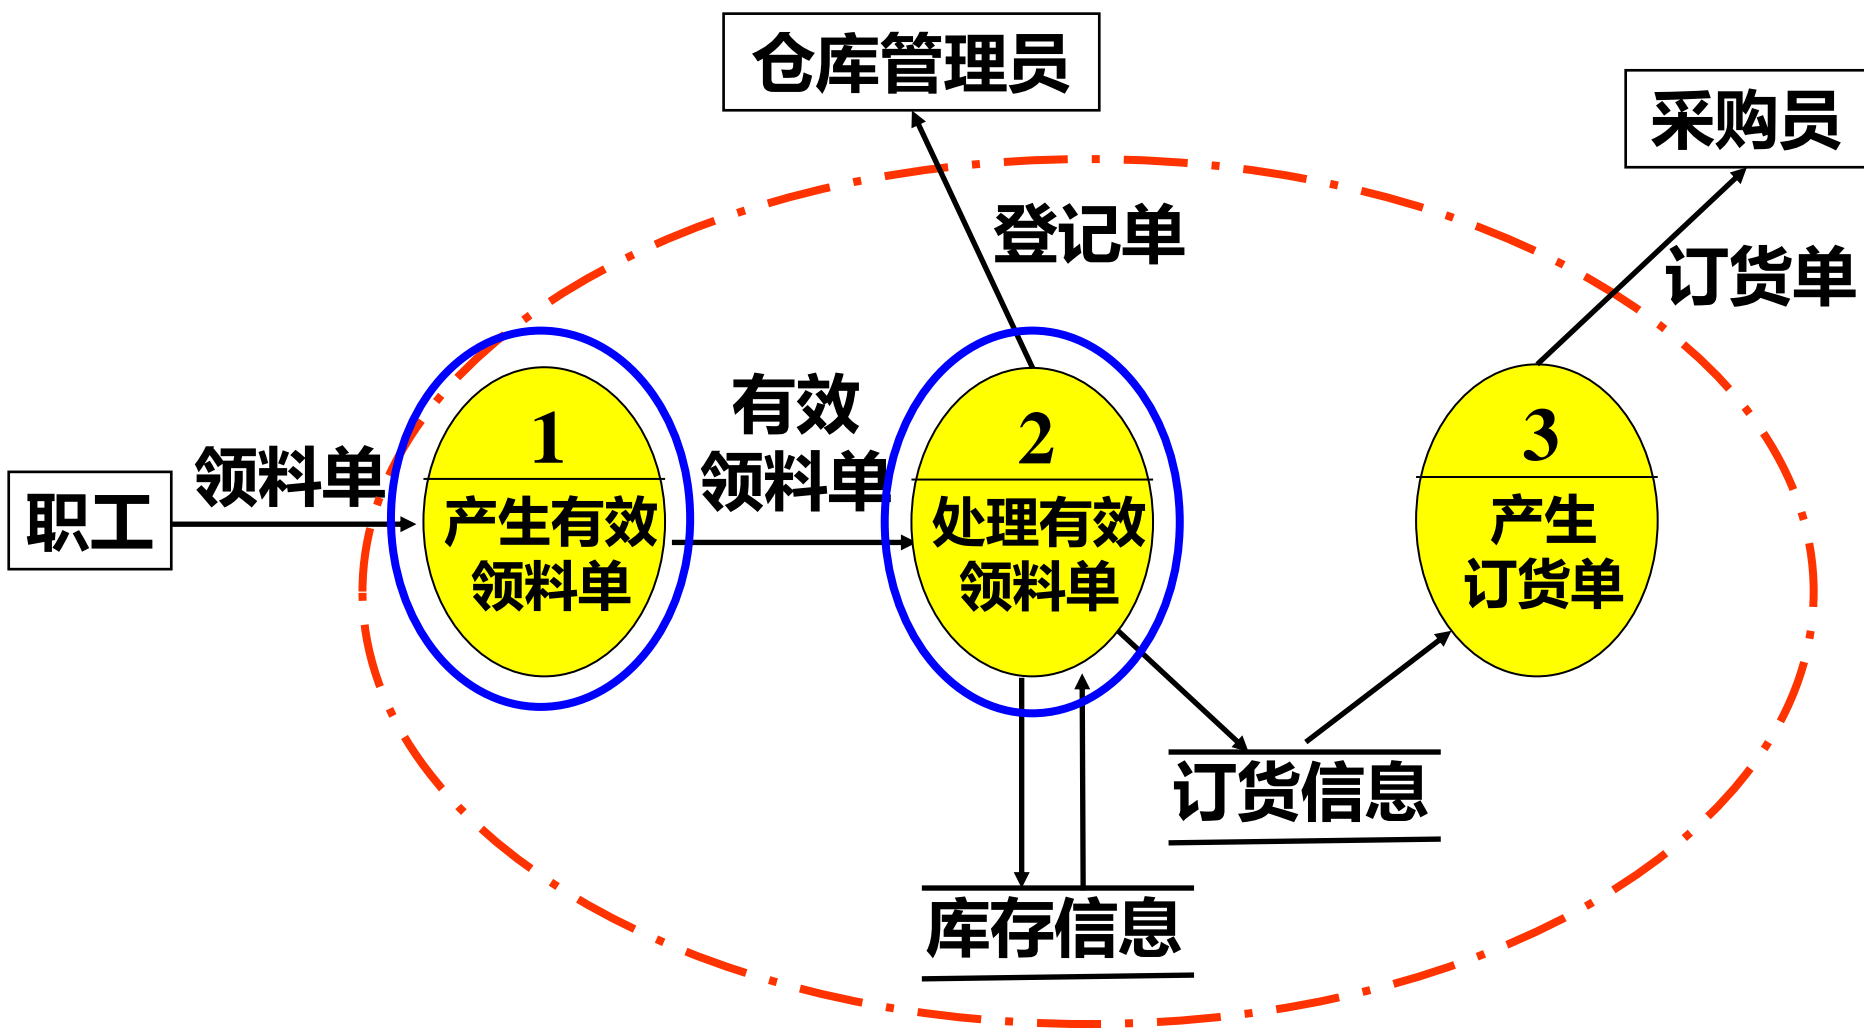 仓库管理员
采购员
登记单
订货单
有效
领料单
领料单
职工
1
产生有效
领料单
2
处理有效
领料单
3
产生
订货单
订货信息
库存信息